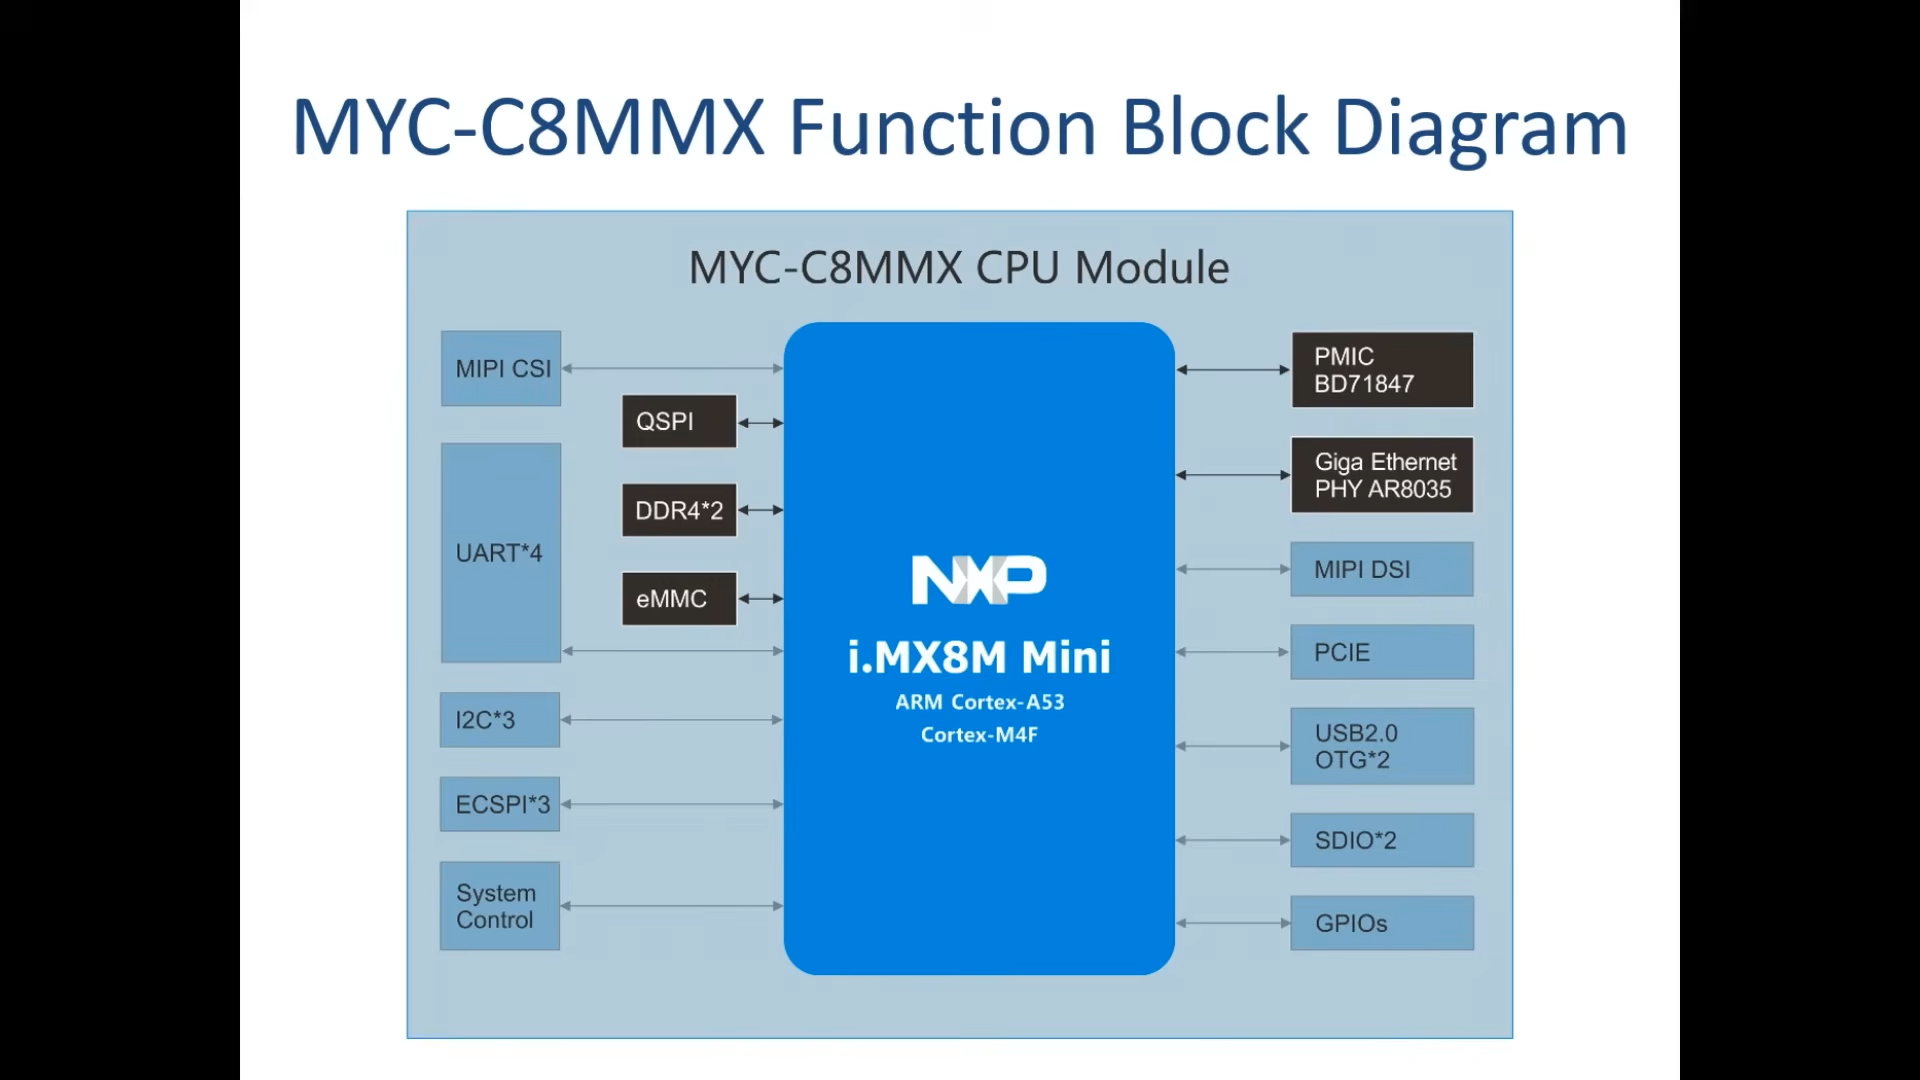 MYC-C8MMX Function Block Diagram
MYC-C8MMX CPU Module
MIPI CSI
QSPI
UART*4
DDR4*2
eMMC
I2C*3
ECSPI*3
System
Control
NXP
i.MX8M Mini
ARM Cortex-A53
Cortex-M4F
PMIC
BD71847
Giga Ethernet
PHY AR8035
MIPI DSI
PCIE
USB2.0
OTG*2
SDIO*2
GPIOs